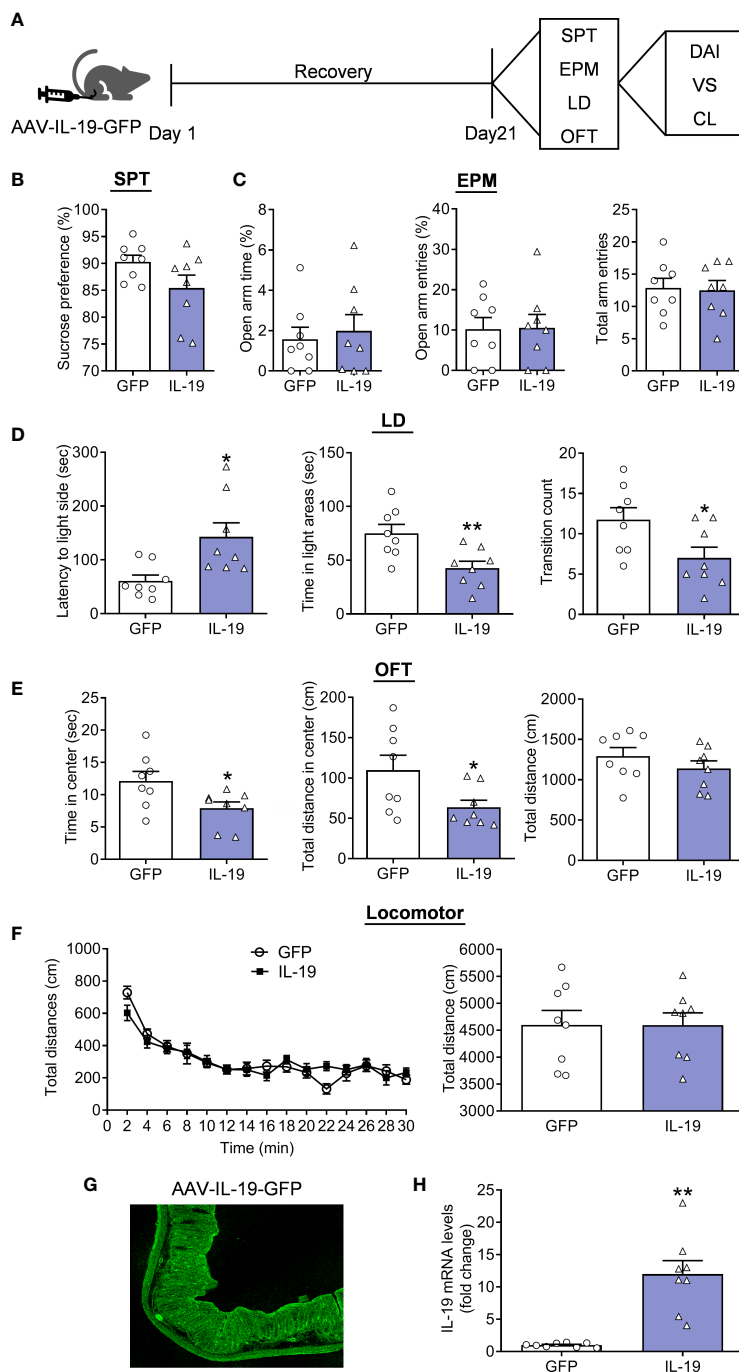 A
AAV-IL-19-GFP
Day 1
Recovery
Day21
SPT
EPM
LD
OFT
DAI
VS
CL
B
SPT
Sucrose preference (%)
100
95
90
85
80
75
70
GFP
IL-19
C
EPM
Open arm time (%)
8
6
4
2
0
GFP
IL-19
Open arm entries (%)
40
30
20
10
0
GFP
IL-19
Total arm entries
25
20
15
10
5
0
GFP
IL-19
D
LD
Latency to light side (sec)
300
200
100
0
*
GFP
IL-19
Time in light areas (sec)
150
100
50
0
**
GFP
IL-19
Transition count
20
15
10
5
0
*
GFP
IL-19
E
OFT
Time in center (sec)
25
20
15
10
5
0
*
GFP
IL-19
Total distance in center (cm)
200
150
100
50
0
*
GFP
IL-19
Total distance (cm)
2000
1500
1000
500
0
GFP
IL-19
Locomotor
F
Total distances (cm)
1000
800
600
400
200
0
GFP
IL-19
0 2 4 6 8 10 12 14 16 18 20 22 24 26 28 30
Time (min)
Total distance (cm)
6000
5500
5000
4500
4000
3500
3000
GFP
IL-19
G
AAV-IL-19-GFP
H
IL-19 mRNA levels
(fold change)
25
20
15
10
5
0
**
GFP
IL-19